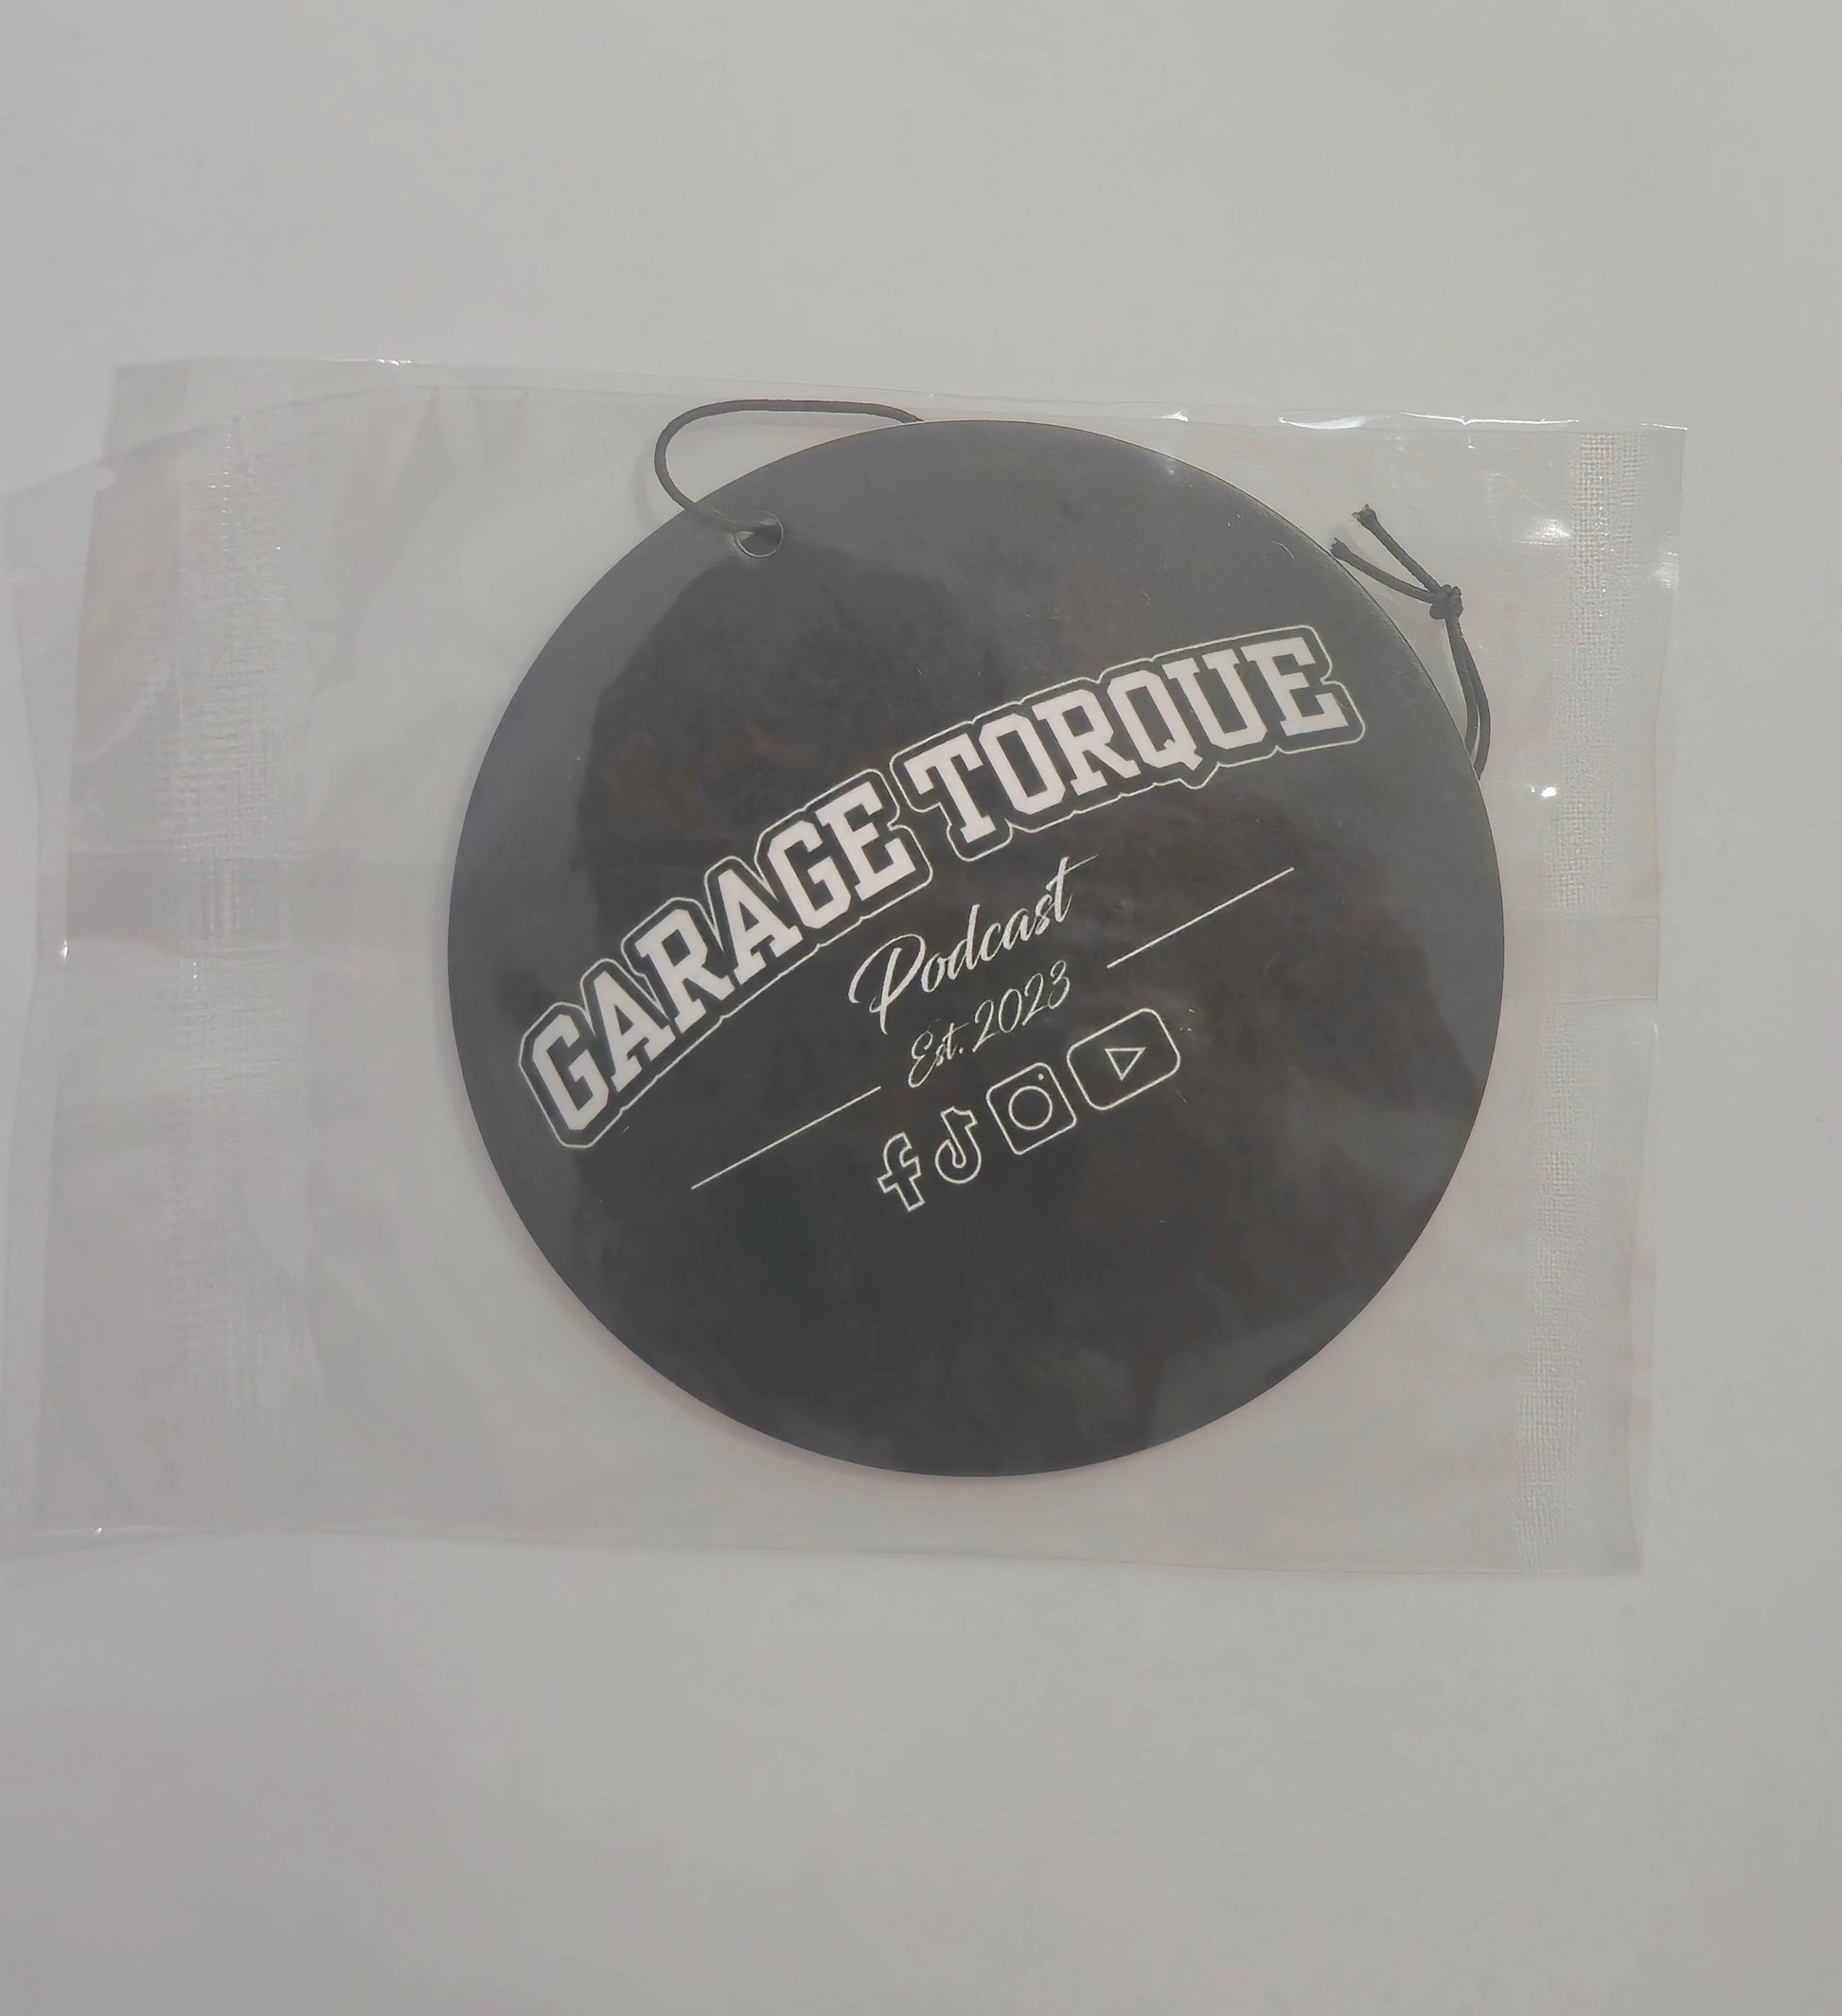 GARAGE TORQUE
Podcast
Est. 2023